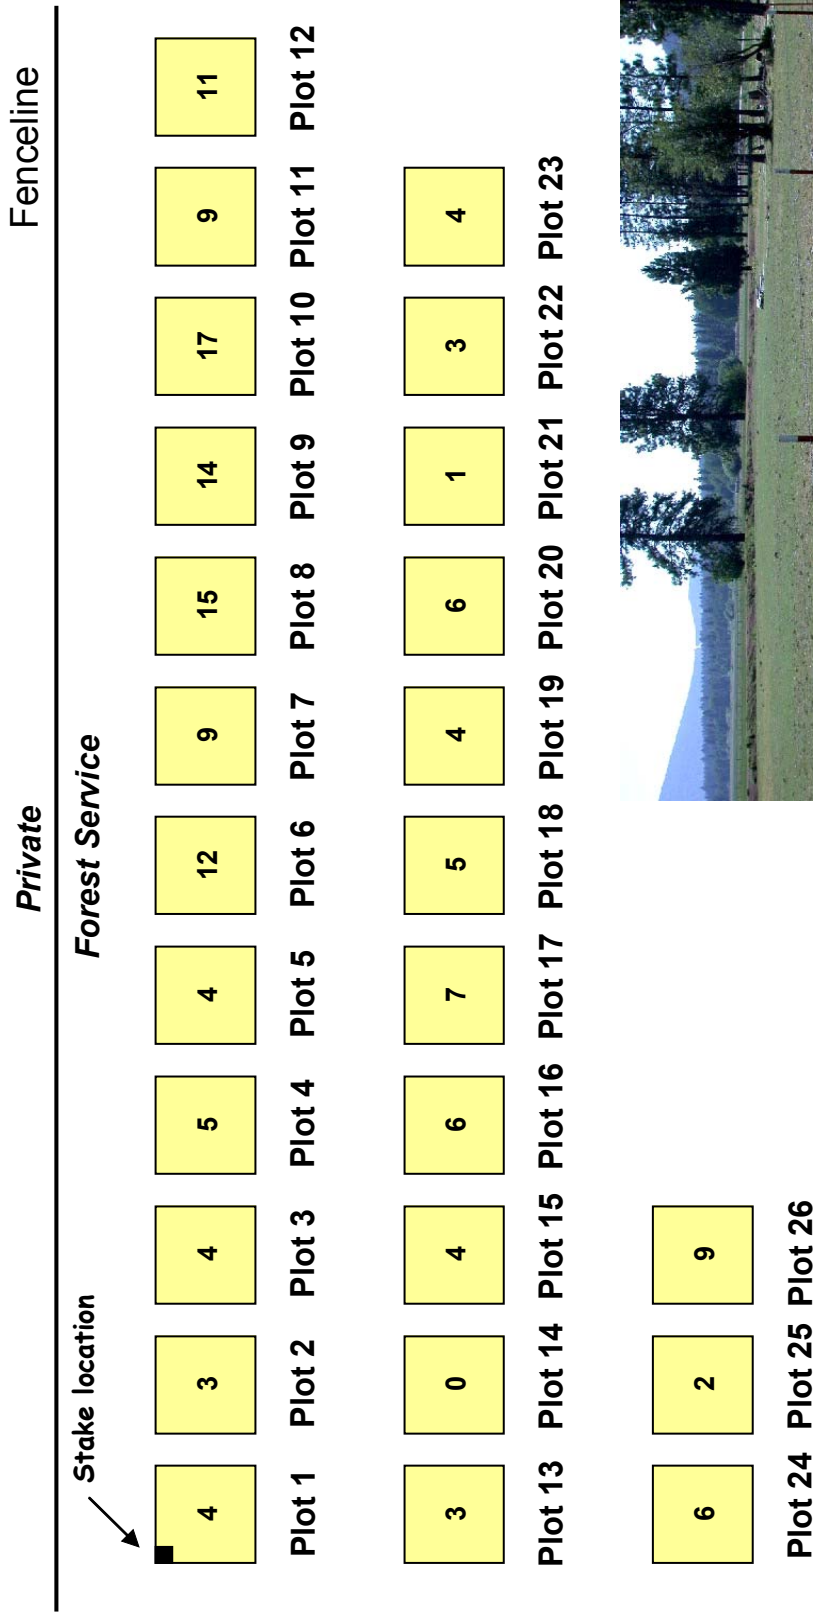 Fenceline
Private
Forest Service
Stake location
4 3 4 5 4 12 9 15 14 17 9 11
Plot 1 Plot 2 Plot 3 Plot 4 Plot 5 Plot 6 Plot 7 Plot 8 Plot 9 Plot 10 Plot 11 Plot 12
3 0 4 6 7 5 4 6 1 3 4
Plot 13 Plot 14 Plot 15 Plot 16 Plot 17 Plot 18 Plot 19 Plot 20 Plot 21 Plot 22 Plot 23
6 2 9
Plot 24 Plot 25 Plot 26